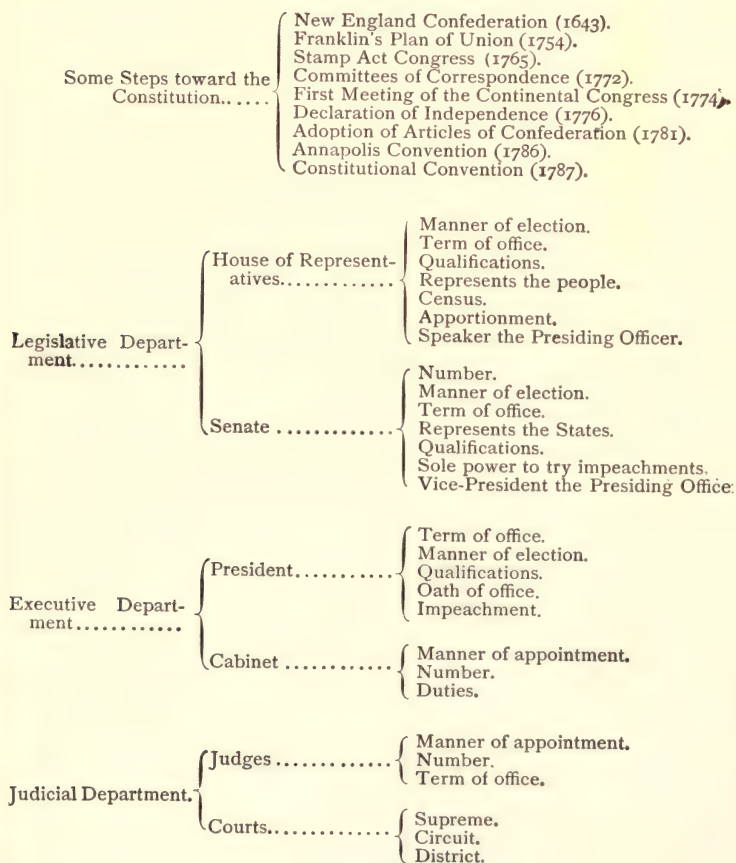 Some Steps toward the
Constitution......
New England Confederation (1643).
Franklin's Plan of Union (1754).
Stamp Act Congress (1765).
Committees of Correspondence (1772).
First Meeting of the Continental Congress (1774).
Declaration of Independence (1776).
Adoption of Articles of Confederation (1781).
Annapolis Convention (1786).
Constitutional Convention (1787).
Legislative Depart-
ment.............
House of Represent-
atives.............
Manner of election.
Term of office.
Qualifications.
Represents the people.
Census.
Apportionment.
Speaker the Presiding Officer.
Senate .............
Number.
Manner of election.
Term of office.
Represents the States.
Qualifications.
Sole power to try impeachments.
Vice-President the Presiding Office
Executive Depart-
ment............
President...........
Term of office.
Manner of election.
Qualifications.
Oath of office.
Impeachment.
Cabinet ............
Manner of appointment.
Number.
Duties.
Judicial Department.
Judges .............
Manner of appointment.
Number.
Term of office.
Courts..............
Supreme.
Circuit.
District.